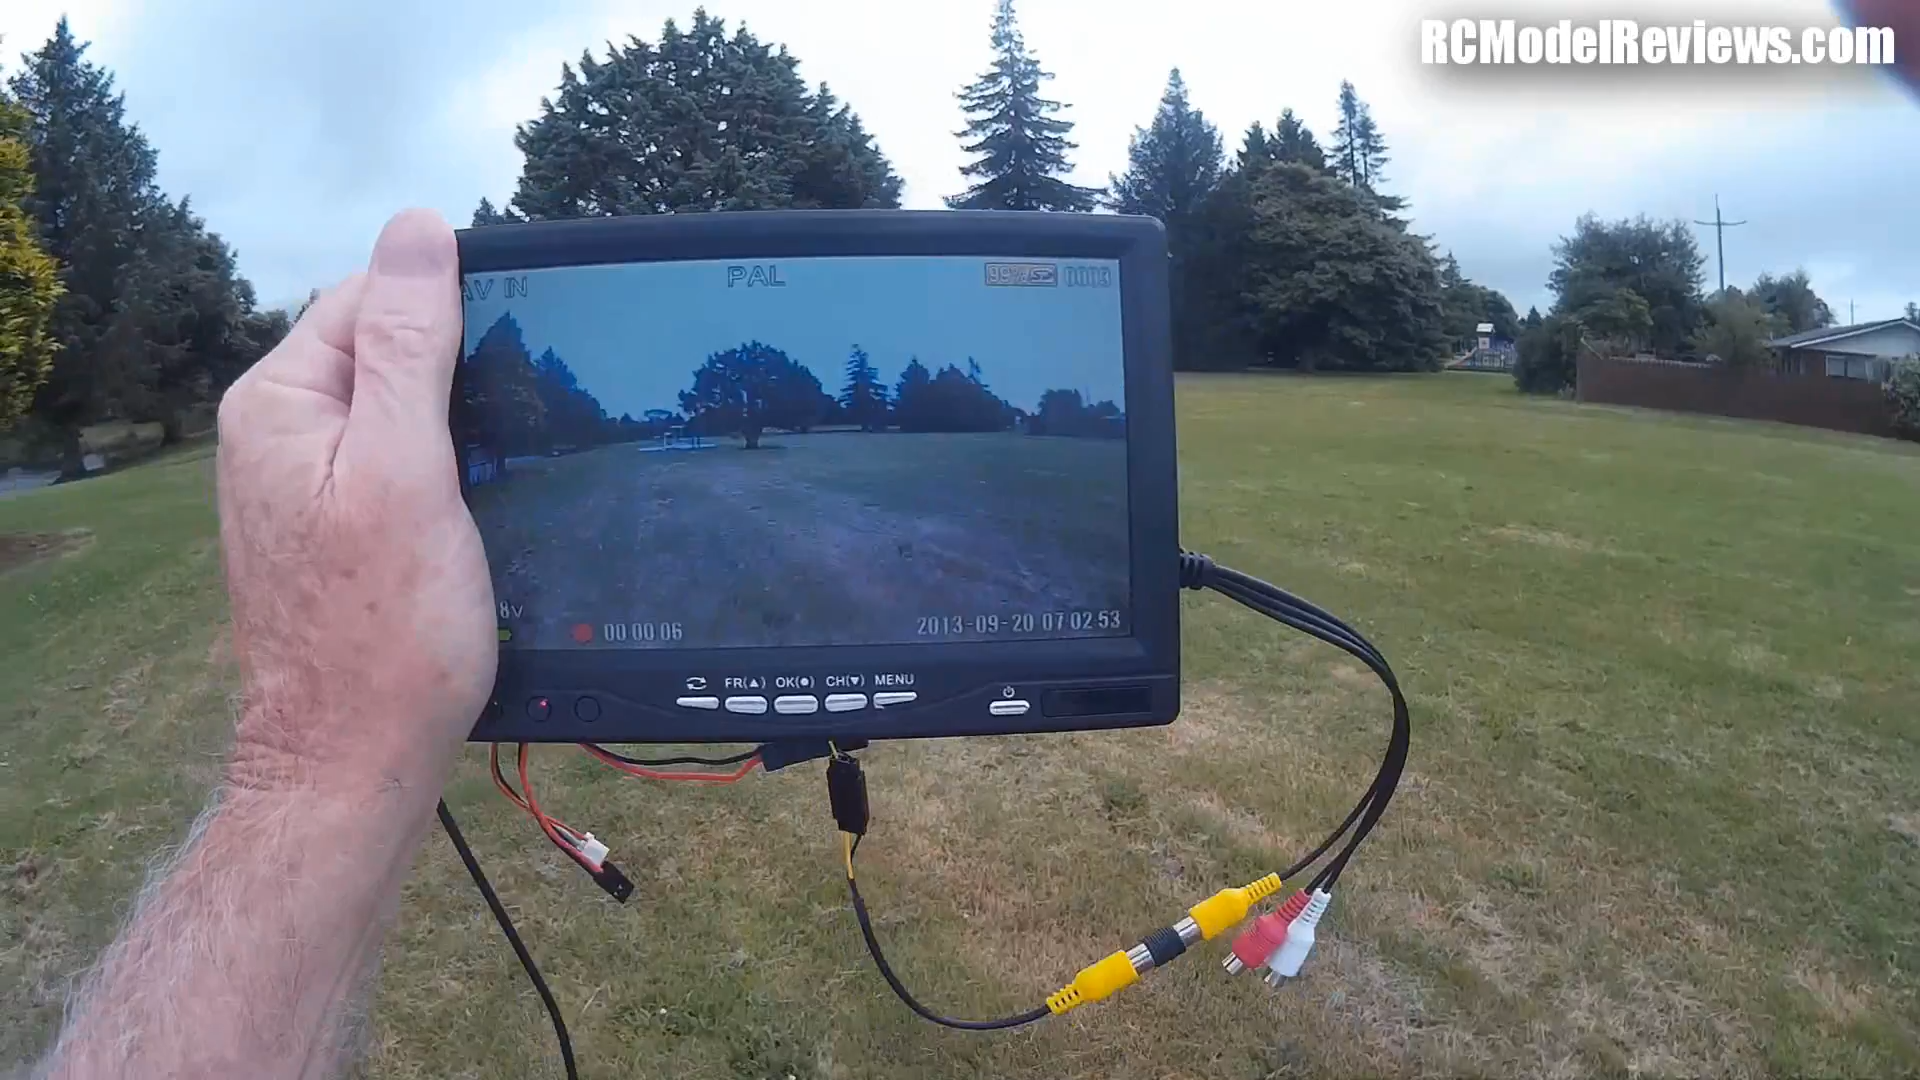 RCModelReviews.com
AV IN
PAL
99% SD 0003
8V
00 00 06
2013-09-20 07 02 53
FR(▲) OK(●) CH(▼) MENU